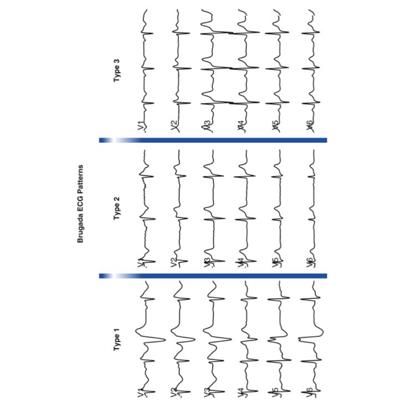 Brugada ECG Patterns
Type 1 Type 2 Type 3
V1 V1 V1
V2 V2 V2
V3 V3 V3
V4 V4 V4
V5 V5 V5
V6 V6 V6